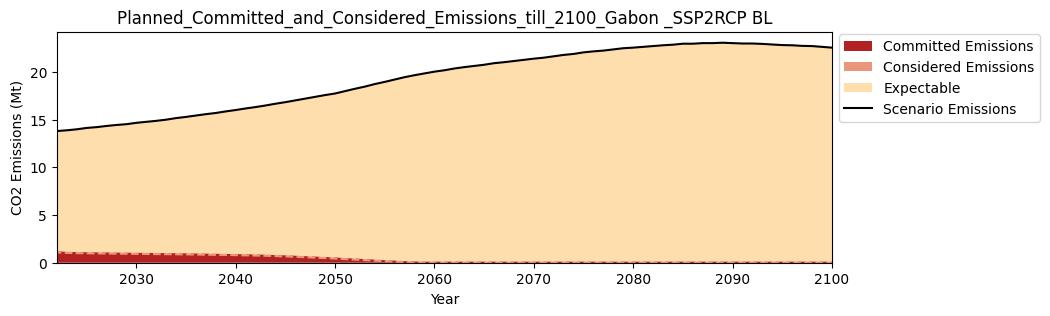 Planned_Committed_and_Considered_Emissions_till_2100_Gabon _SSP2RCP BL
Committed Emissions
Considered Emissions
Expectable
Scenario Emissions
CO2 Emissions (Mt)
20
15
10
5
0
2030 2040 2050 2060 2070 2080 2090 2100
Year